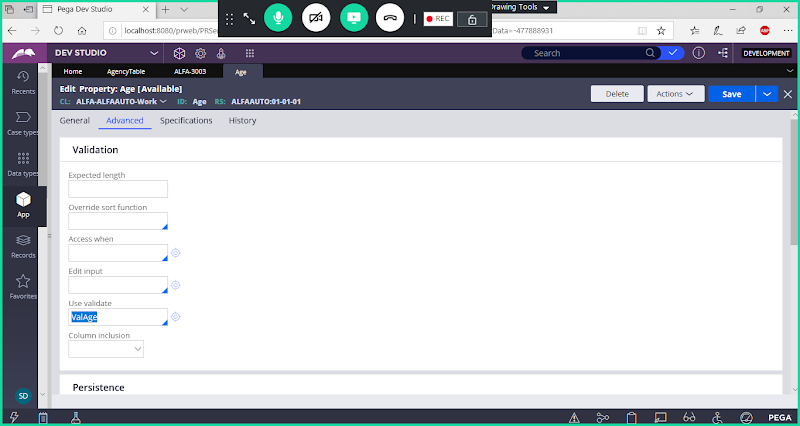 Pega Dev Studio
localhost:8080/prweb/PRSe
REC
Drawing Tools
Data=-477888931
ABP
DEV STUDIO
Search
DEVELOPMENT
Home AgencyTable ALFA-3003 Age
Recents
Case types
Data types
App
Records
Favorites
SD
Edit Property: Age [Available]
CL: ALFA-ALFAAUTO-Work ID: Age RS: ALFAAUTO:01-01-01
Delete Actions Save
General Advanced Specifications History
Validation
Expected length
Override sort function
Access when
Edit input
Use validate
ValAge
Column inclusion
Persistence
PEGA